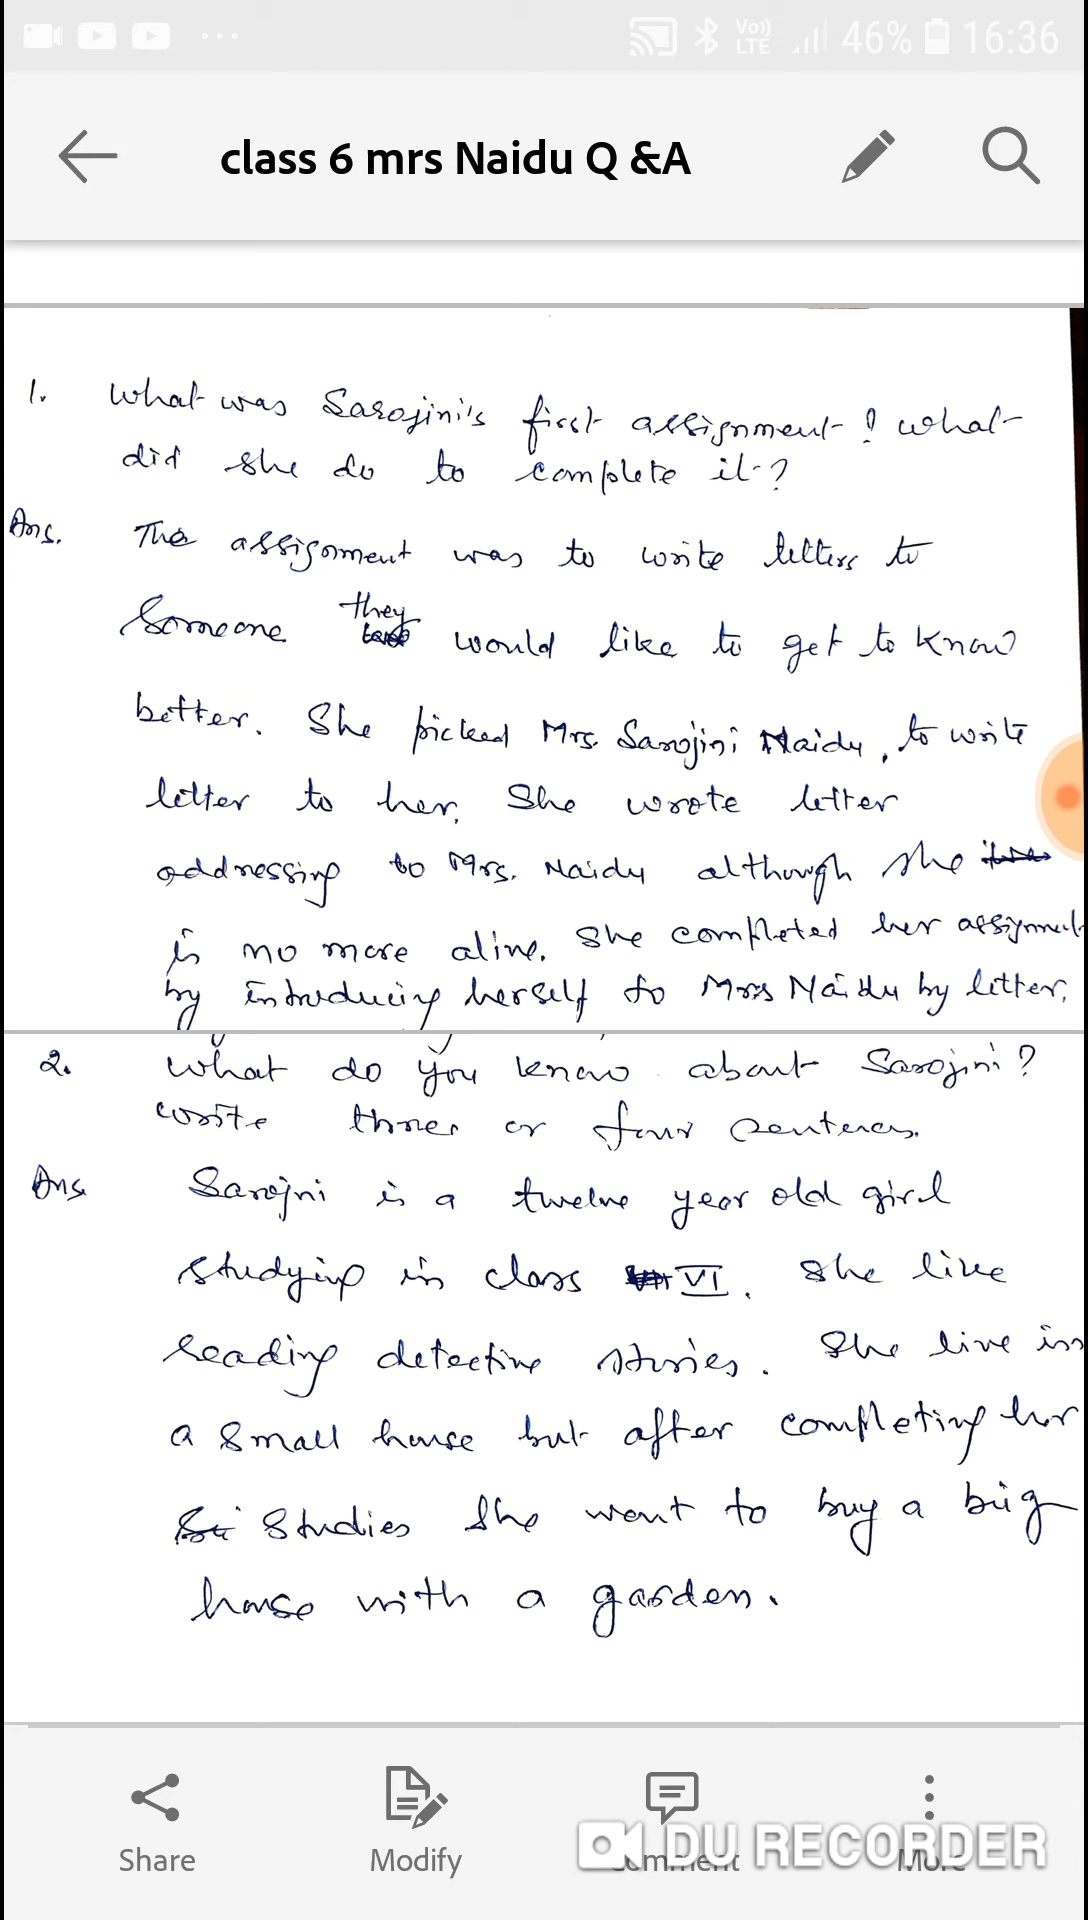 46% 16:36
Vo)) LTE
class 6 mrs Naidu Q &A
1. What was Sarojini's first assignment! what
did she do to complete it?
Ans. The assignment was to write letters to
Someone they would like to get to know
better. She picked Mrs. Sarojini Naidu, to write
letter to her. She wrote letter
addressing to Mrs. Naidu although she
is no more alive. She completed her assignment
by introducing herself to Mrs Naidu by letter.
2. What do you know about Sarojini?
write three or four sentences.
Ans. Sarojni is a twelve year old girl
studying in class VI. She like
reading detective stories. She live in
a small house but after completing her
studies she want to buy a big
house with a garden.
Share Modify Comment More
DU RECORDER